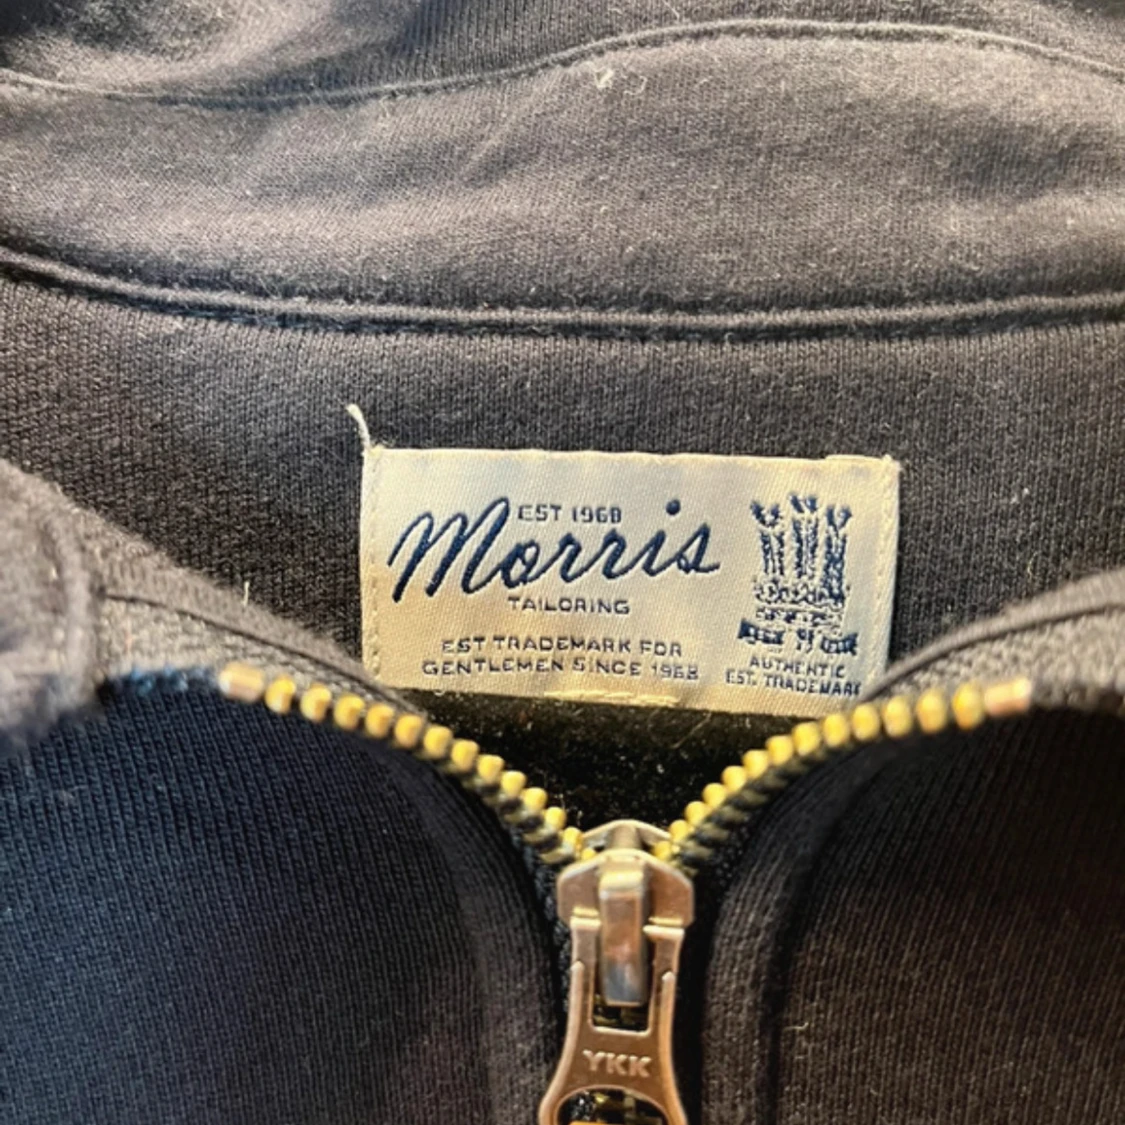 EST 1968
Morris
TAILORING
EST TRADEMARK FOR
GENTLEMEN SINCE 1968
AUTHENTIC
EST. TRADEMARK
YKK